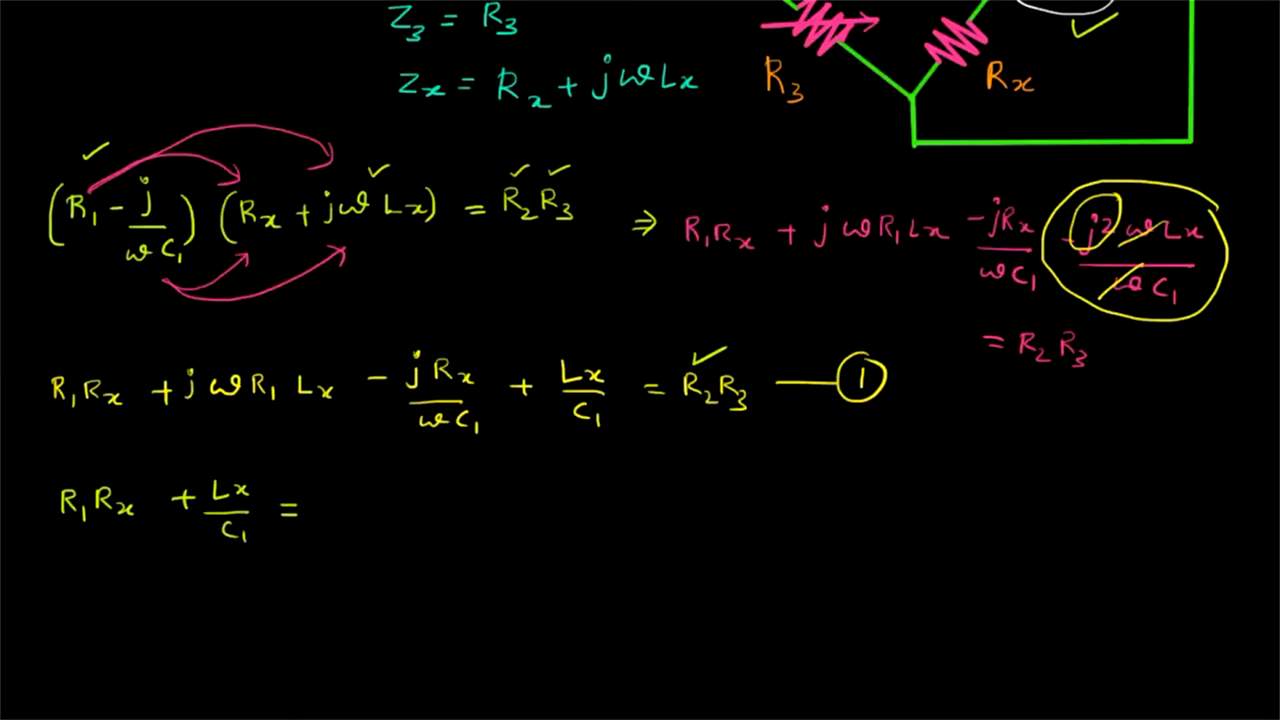 Z₃ = R₃
Zx = Rx + jωLx
R₃
Rx
(R₁ - j/ωC₁) (Rx + jωLx) = R₂R₃ ⇒ R₁Rx + jωR₁Lx - jRx/ωC₁ - j²ωLx/ωC₁
= R₂R₃
R₁Rx + jωR₁Lx - jRx/ωC₁ + Lx/C₁ = R₂R₃ — ①
R₁Rx + Lx/C₁ =